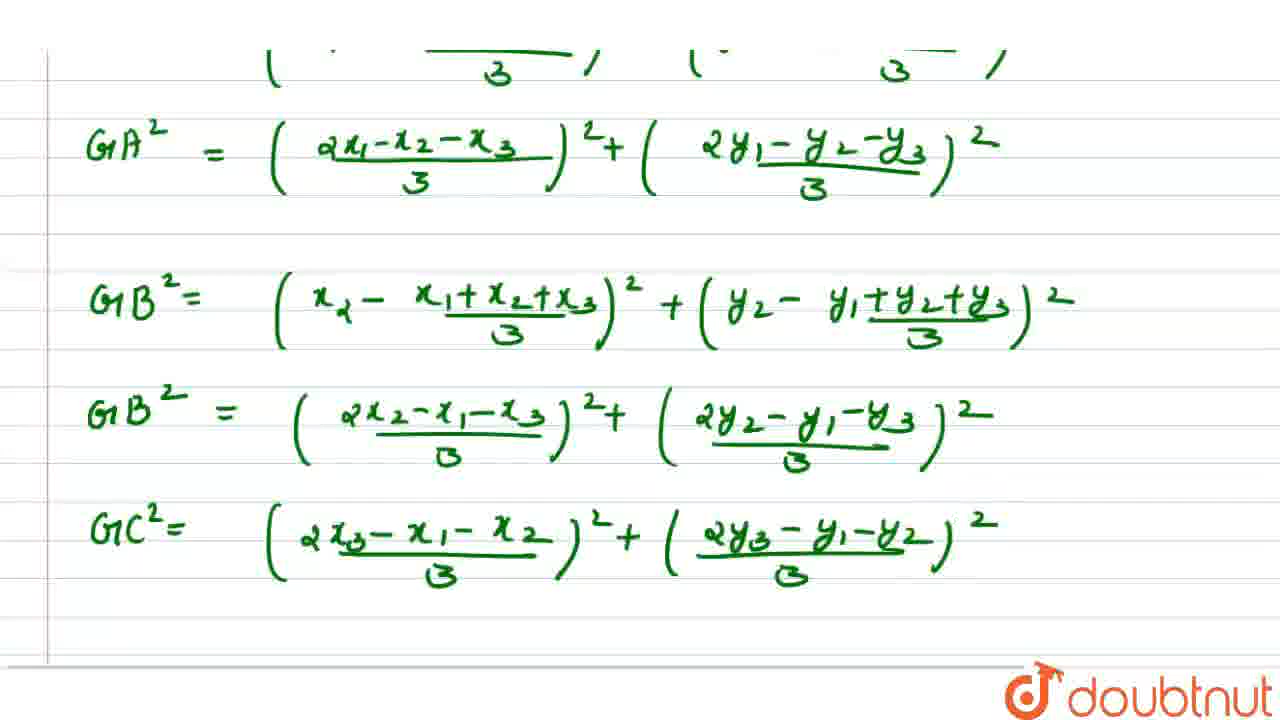 ( 3 ) ( 3 )
GA² = ( 2x₁-x₂-x₃ / 3 )² + ( 2y₁-y₂-y₃ / 3 )²
GB² = ( x₂ - x₁+x₂+x₃ / 3 )² + ( y₂ - y₁+y₂+y₃ / 3 )²
GB² = ( 2x₂-x₁-x₃ / 3 )² + ( 2y₂-y₁-y₃ / 3 )²
GC² = ( 2x₃-x₁-x₂ / 3 )² + ( 2y₃-y₁-y₂ / 3 )²
doubtnut